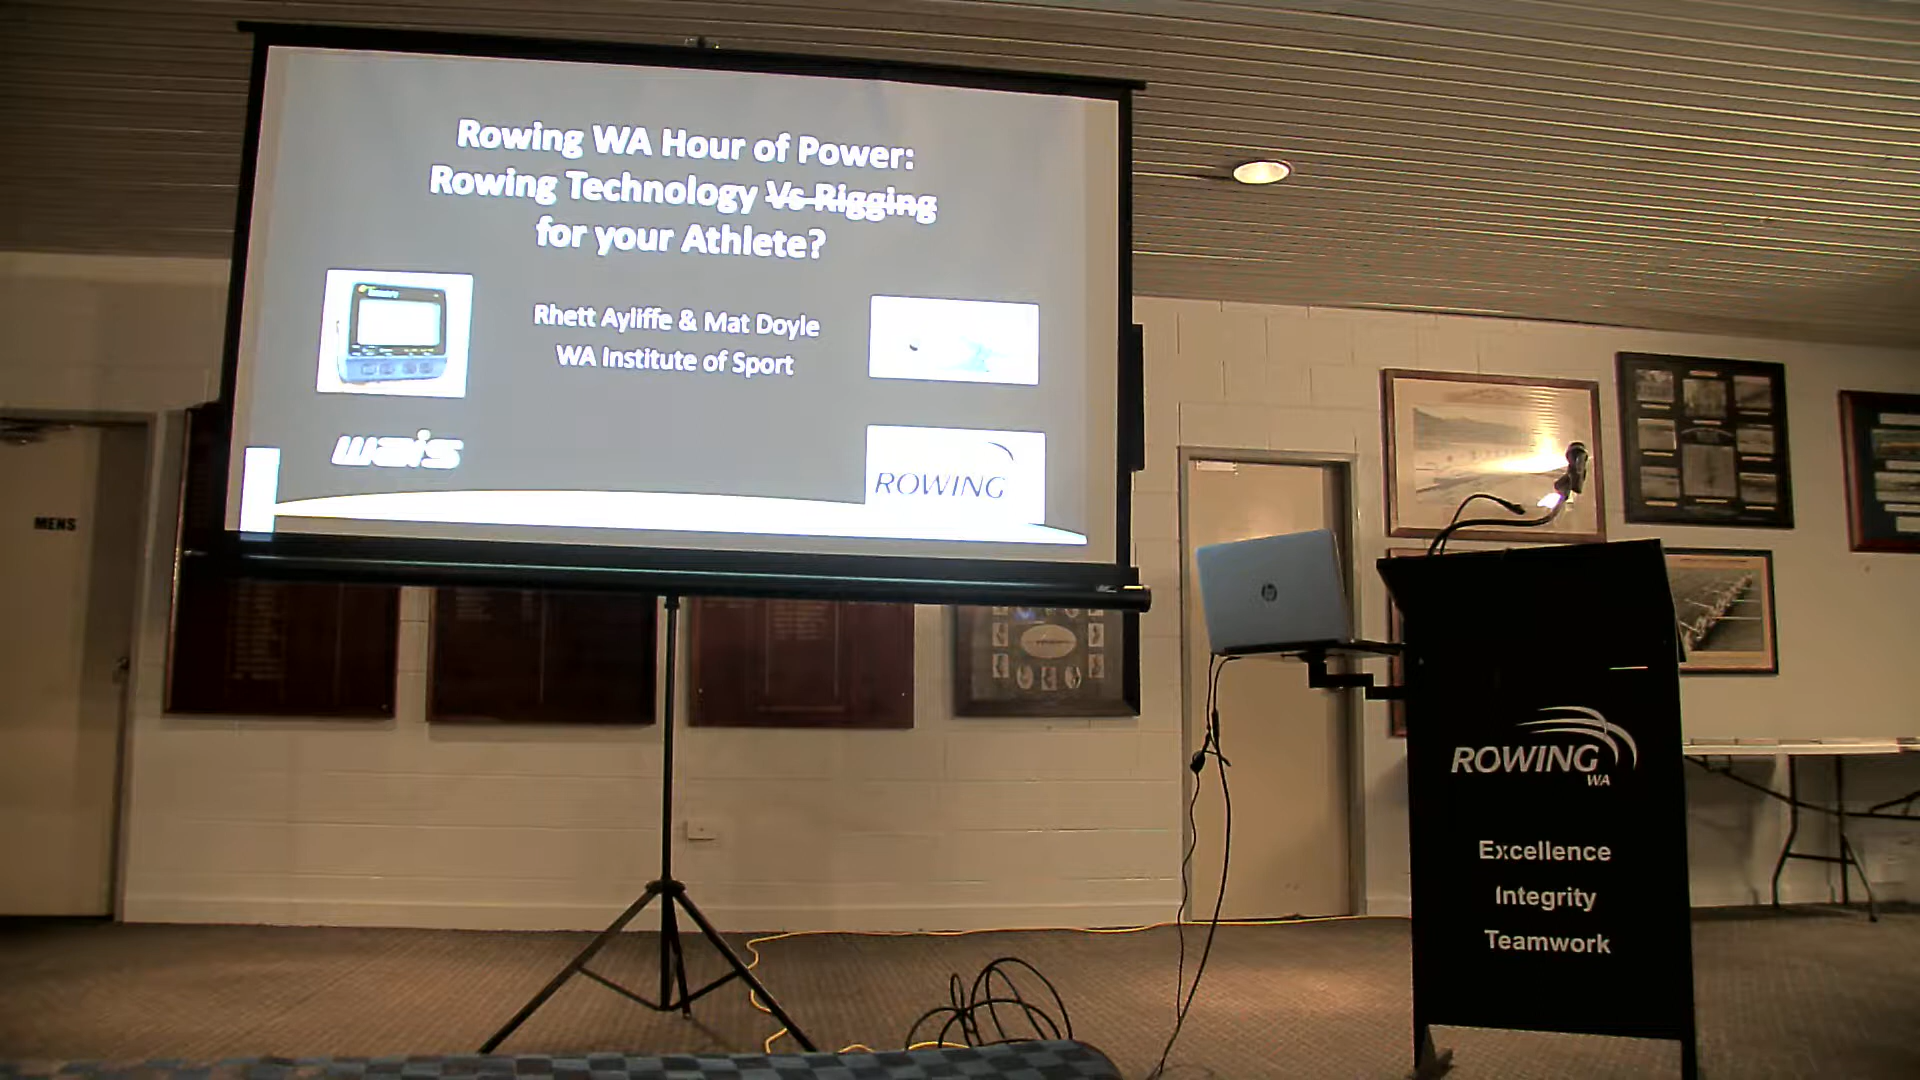 Rowing WA Hour of Power:
Rowing Technology Vs Rigging
for your Athlete?
Rhett Ayliffe & Mat Doyle
WA Institute of Sport
wais
ROWING
MENS
hp
ROWING
WA
Excellence
Integrity
Teamwork